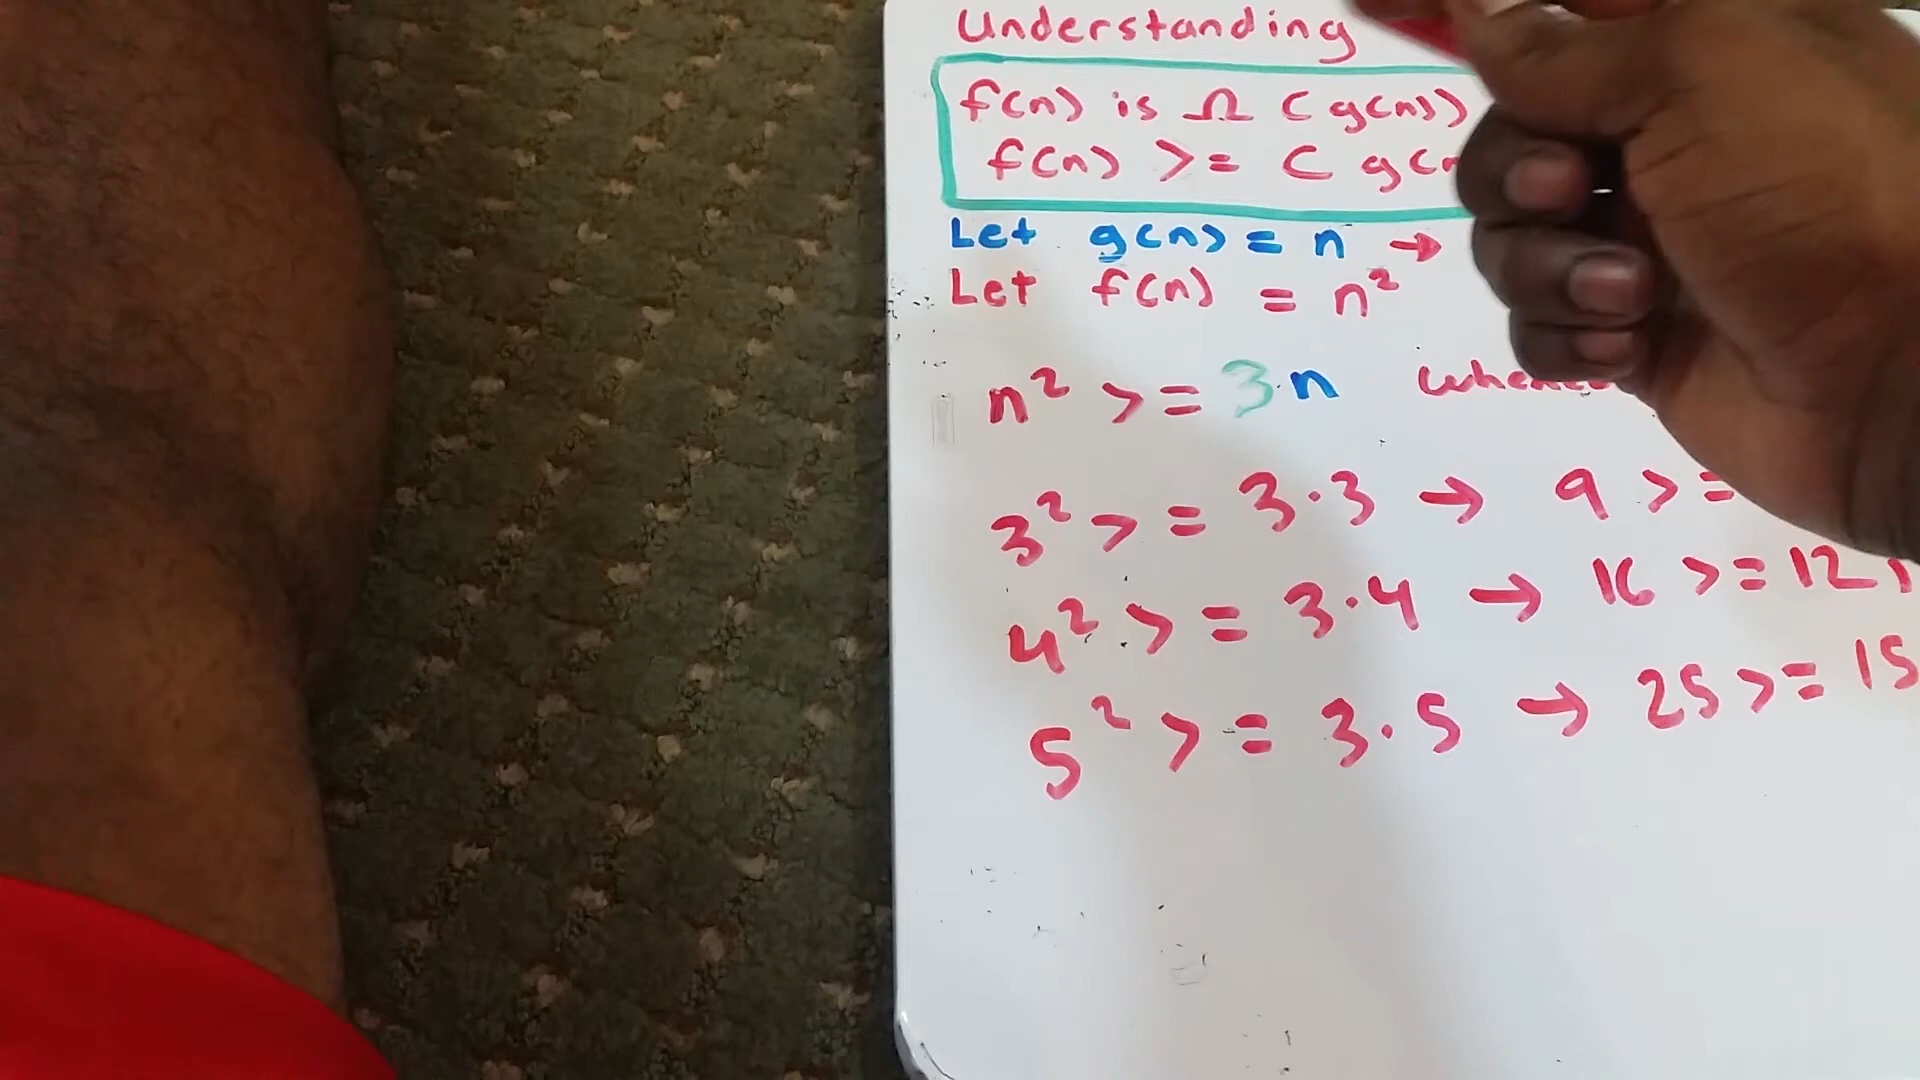 Understanding
f(n) is Ω (g(n))
f(n) >= C g(n
Let g(n) = n →
Let f(n) = n²
n² >= 3n
3² >= 3·3 → 9 >=
4² >= 3·4 → 16 >= 12
5² >= 3·5 → 25 >= 15